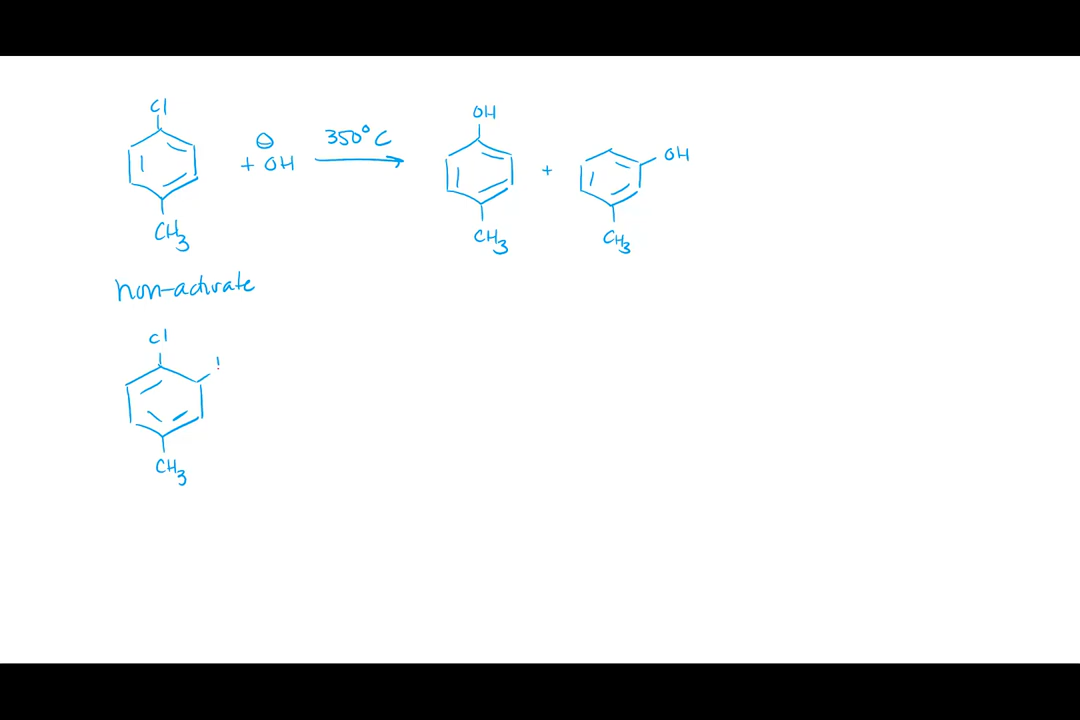 Cl + ⊖OH 350°C OH + OH
CH3 CH3 CH3
non-activate
Cl
CH3